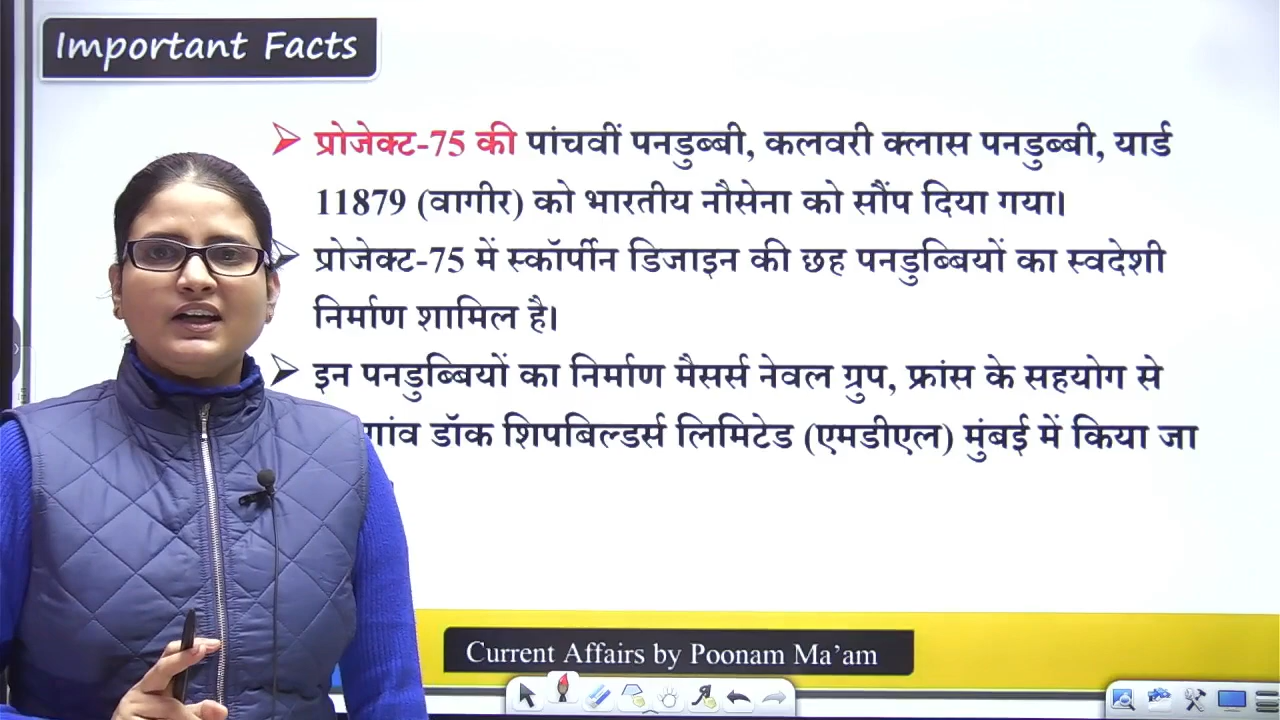 Important Facts
प्रोजेक्ट-75 की पांचवीं पनडुब्बी, कलवरी क्लास पनडुब्बी, यार्ड
11879 (वागीर) को भारतीय नौसेना को सौंप दिया गया।
प्रोजेक्ट-75 में स्कॉर्पीन डिजाइन की छह पनडुब्बियों का स्वदेशी
निर्माण शामिल है।
इन पनडुब्बियों का निर्माण मैसर्स नेवल ग्रुप, फ्रांस के सहयोग से
गांव डॉक शिपबिल्डर्स लिमिटेड (एमडीएल) मुंबई में किया जा
Current Affairs by Poonam Ma’am